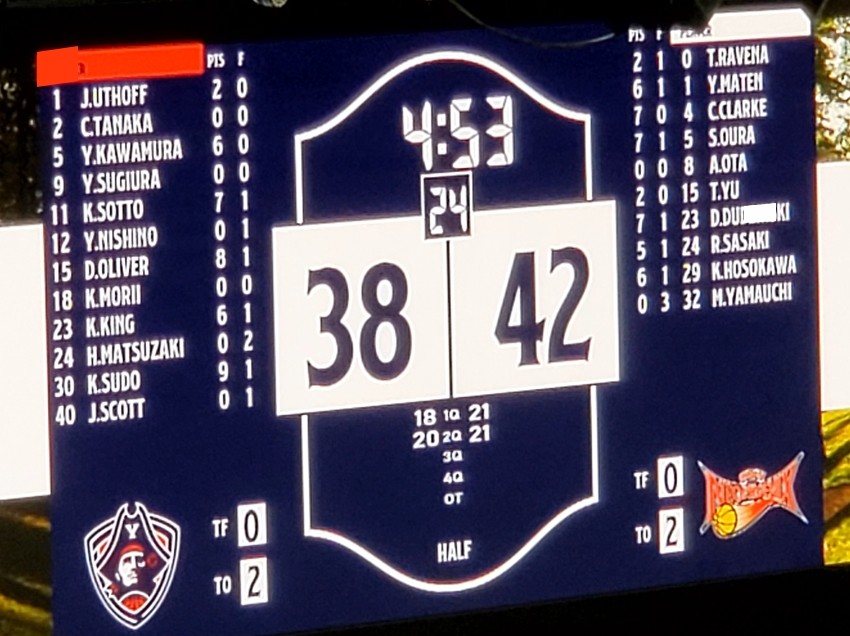 PTS F
1 J.UTHOFF 2 0
2 C.TANAKA 0 0
5 Y.KAWAMURA 6 0
9 Y.SUGIURA 0 0
11 K.SOTTO 7 1
12 Y.NISHINO 0 1
15 D.OLIVER 8 1
18 K.MORII 0 0
23 K.KING 6 1
24 H.MATSUZAKI 0 2
30 K.SUDO 9 1
40 J.SCOTT 0 1
TF 0
TO 2
Y
4:53
24
38 42
18 1Q 21
20 2Q 21
3Q
4Q
OT
HALF
PTS F
2 1 0 T.RAVENA
6 1 1 Y.MATEN
7 0 4 C.CLARKE
7 1 5 S.OURA
0 0 8 A.OTA
2 0 15 T.YU
7 1 23 KI
5 1 24 R.SASAKI
6 1 29 K.HOSOKAWA
0 3 32 M.YAMAUCHI
TF 0
TO 2